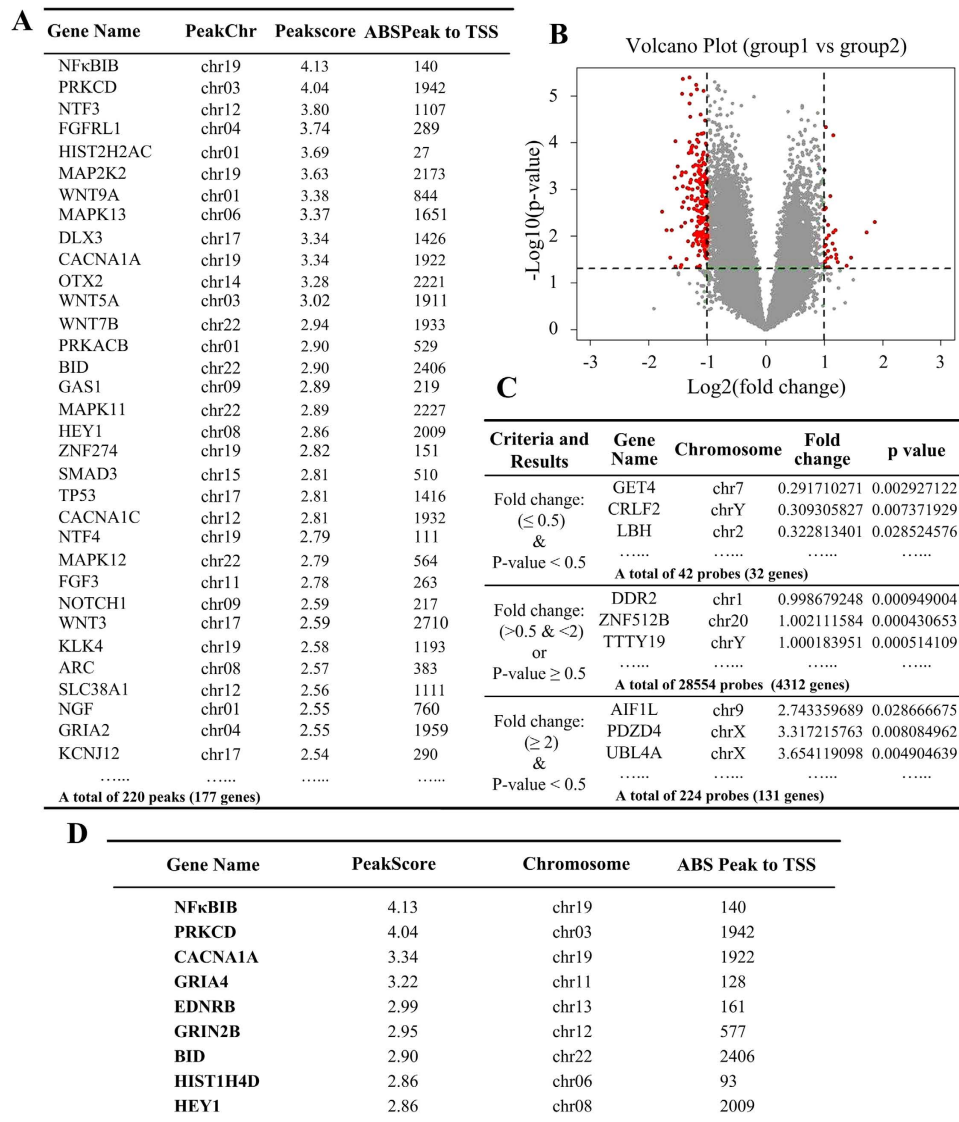 A
Gene Name PeakChr Peakscore ABSPeak to TSS
NFκBIB chr19 4.13 140
PRKCD chr03 4.04 1942
NTF3 chr12 3.80 1107
FGFRL1 chr04 3.74 289
HIST2H2AC chr01 3.69 27
MAP2K2 chr19 3.63 2173
WNT9A chr01 3.38 844
MAPK13 chr06 3.37 1651
DLX3 chr17 3.34 1426
CACNA1A chr19 3.34 1922
OTX2 chr14 3.28 2221
WNT5A chr03 3.02 1911
WNT7B chr22 2.94 1933
PRKACB chr01 2.90 529
BID chr22 2.90 2406
GAS1 chr09 2.89 219
MAPK11 chr22 2.89 2227
HEY1 chr08 2.86 2009
ZNF274 chr19 2.82 151
SMAD3 chr15 2.81 510
TP53 chr17 2.81 1416
CACNA1C chr12 2.81 1932
NTF4 chr19 2.79 111
MAPK12 chr22 2.79 564
FGF3 chr11 2.78 263
NOTCH1 chr09 2.59 217
WNT3 chr17 2.59 2710
KLK4 chr19 2.58 1193
ARC chr08 2.57 383
SLC38A1 chr12 2.56 1111
NGF chr01 2.55 760
GRIA2 chr04 2.55 1959
KCNJ12 chr17 2.54 290
…... …... …... …...
A total of 220 peaks (177 genes)
B
Volcano Plot (group1 vs group2)
-Log10(p-value)
5
4
3
2
1
0
-3 -2 -1 0 1 2 3
Log2(fold change)
C
Criteria and Results Gene Name Chromosome Fold change p value
Fold change:
(≤ 0.5)
&
P-value < 0.5
GET4 chr7 0.291710271 0.002927122
CRLF2 chrY 0.309305827 0.007371929
LBH chr2 0.322813401 0.028524576
…... …... …... …...
A total of 42 probes (32 genes)
Fold change:
(>0.5 & <2)
or
P-value ≥ 0.5
DDR2 chr1 0.998679248 0.000949004
ZNF512B chr20 1.002111584 0.000430653
TTTY19 chrY 1.000183951 0.000514109
…... …... …... …...
A total of 28554 probes (4312 genes)
Fold change:
(≥ 2)
&
P-value < 0.5
AIF1L chr9 2.743359689 0.028666675
PDZD4 chrX 3.317215763 0.008084962
UBL4A chrX 3.654119098 0.004904639
…... …... …... …...
A total of 224 probes (131 genes)
D
Gene Name PeakScore Chromosome ABS Peak to TSS
NFκBIB 4.13 chr19 140
PRKCD 4.04 chr03 1942
CACNA1A 3.34 chr19 1922
GRIA4 3.22 chr11 128
EDNRB 2.99 chr13 161
GRIN2B 2.95 chr12 577
BID 2.90 chr22 2406
HIST1H4D 2.86 chr06 93
HEY1 2.86 chr08 2009